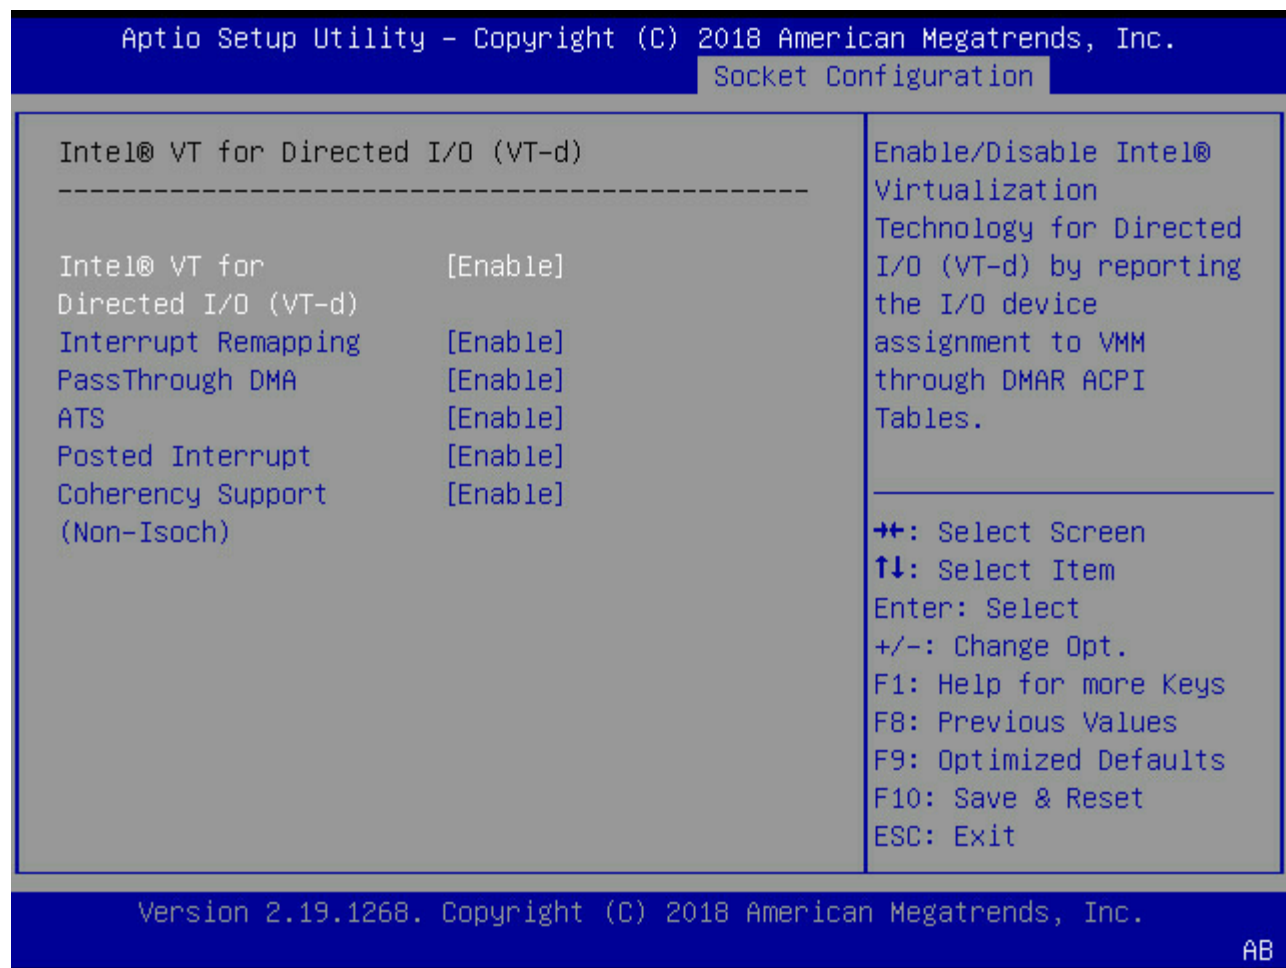 Aptio Setup Utility – Copyright (C) 2018 American Megatrends, Inc.
Socket Configuration
Intel® VT for Directed I/O (VT-d)
-----------------------------------------------
Intel® VT for [Enable]
Directed I/O (VT-d)
Interrupt Remapping [Enable]
PassThrough DMA [Enable]
ATS [Enable]
Posted Interrupt [Enable]
Coherency Support [Enable]
(Non-Isoch)
Enable/Disable Intel®
Virtualization
Technology for Directed
I/O (VT-d) by reporting
the I/O device
assignment to VMM
through DMAR ACPI
Tables.
→←: Select Screen
↑↓: Select Item
Enter: Select
+/-: Change Opt.
F1: Help for more Keys
F8: Previous Values
F9: Optimized Defaults
F10: Save & Reset
ESC: Exit
Version 2.19.1268. Copyright (C) 2018 American Megatrends, Inc.
AB